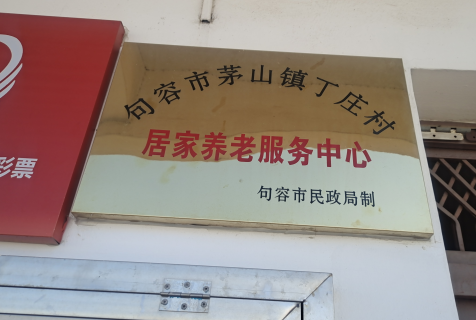 句容市茅山镇丁庄村
居家养老服务中心
句容市民政局制
彩票